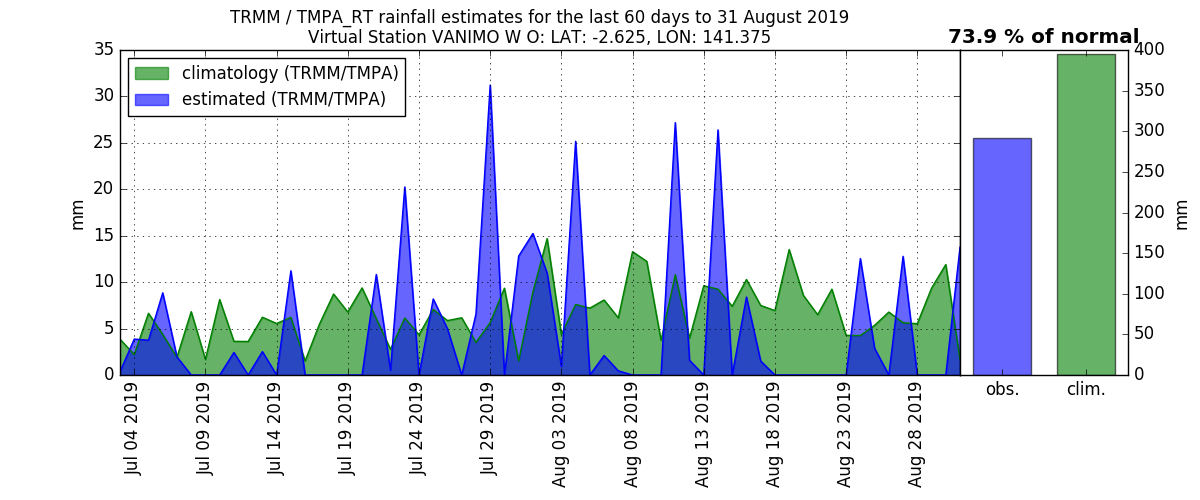 TRMM / TMPA_RT rainfall estimates for the last 60 days to 31 August 2019
Virtual Station VANIMO W O: LAT: -2.625, LON: 141.375
73.9 % of normal
climatology (TRMM/TMPA)
estimated (TRMM/TMPA)
mm
35
30
25
20
15
10
5
0
Jul 04 2019
Jul 09 2019
Jul 14 2019
Jul 19 2019
Jul 24 2019
Jul 29 2019
Aug 03 2019
Aug 08 2019
Aug 13 2019
Aug 18 2019
Aug 23 2019
Aug 28 2019
obs.
clim.
400
350
300
250
200
150
100
50
0
mm